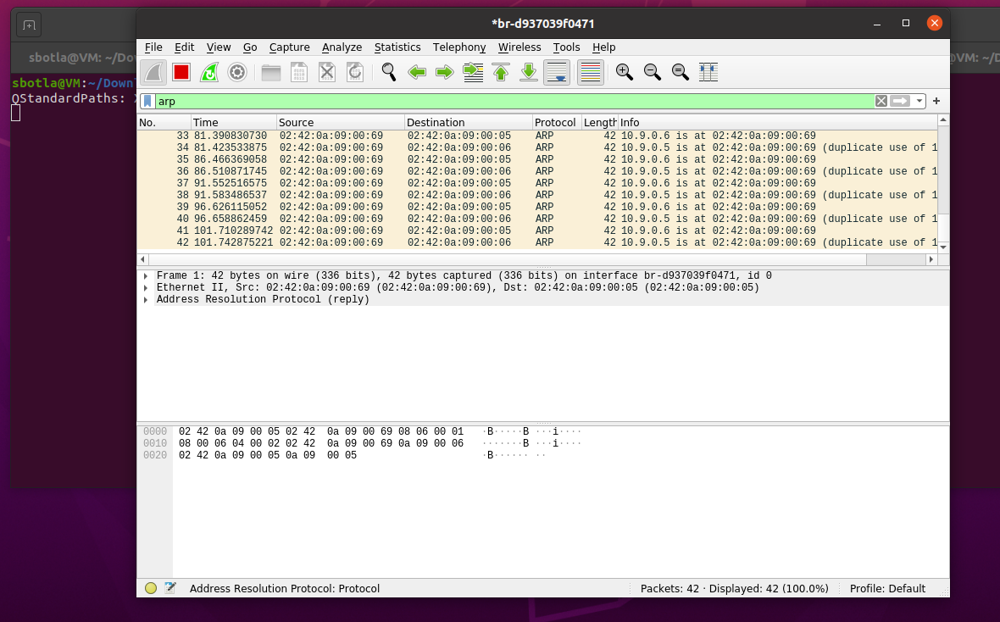 *br-d937039f0471
File Edit View Go Capture Analyze Statistics Telephony Wireless Tools Help
sbotla@VM: ~/Do
@VM: ~/D
sbotla@VM:~/Down
QStandardPaths:
arp
No. Time Source Destination Protocol Length Info
33 81.390830730 02:42:0a:09:00:69 02:42:0a:09:00:05 ARP 42 10.9.0.6 is at 02:42:0a:09:00:69
34 81.423533875 02:42:0a:09:00:69 02:42:0a:09:00:06 ARP 42 10.9.0.5 is at 02:42:0a:09:00:69 (duplicate use of 1
35 86.466369058 02:42:0a:09:00:69 02:42:0a:09:00:05 ARP 42 10.9.0.6 is at 02:42:0a:09:00:69
36 86.510871745 02:42:0a:09:00:69 02:42:0a:09:00:06 ARP 42 10.9.0.5 is at 02:42:0a:09:00:69 (duplicate use of 1
37 91.552516575 02:42:0a:09:00:69 02:42:0a:09:00:05 ARP 42 10.9.0.6 is at 02:42:0a:09:00:69
38 91.583486537 02:42:0a:09:00:69 02:42:0a:09:00:06 ARP 42 10.9.0.5 is at 02:42:0a:09:00:69 (duplicate use of 1
39 96.626115052 02:42:0a:09:00:69 02:42:0a:09:00:05 ARP 42 10.9.0.6 is at 02:42:0a:09:00:69
40 96.658862459 02:42:0a:09:00:69 02:42:0a:09:00:06 ARP 42 10.9.0.5 is at 02:42:0a:09:00:69 (duplicate use of 1
41 101.710289742 02:42:0a:09:00:69 02:42:0a:09:00:05 ARP 42 10.9.0.6 is at 02:42:0a:09:00:69
42 101.742875221 02:42:0a:09:00:69 02:42:0a:09:00:06 ARP 42 10.9.0.5 is at 02:42:0a:09:00:69 (duplicate use of 1
Frame 1: 42 bytes on wire (336 bits), 42 bytes captured (336 bits) on interface br-d937039f0471, id 0
Ethernet II, Src: 02:42:0a:09:00:69 (02:42:0a:09:00:69), Dst: 02:42:0a:09:00:05 (02:42:0a:09:00:05)
Address Resolution Protocol (reply)
0000 02 42 0a 09 00 05 02 42 0a 09 00 69 08 06 00 01 ·B·····B ···i····
0010 08 00 06 04 00 02 02 42 0a 09 00 69 0a 09 00 06 ·······B ···i····
0020 02 42 0a 09 00 05 0a 09 00 05 ·B······ ··
Address Resolution Protocol: Protocol Packets: 42 · Displayed: 42 (100.0%) Profile: Default